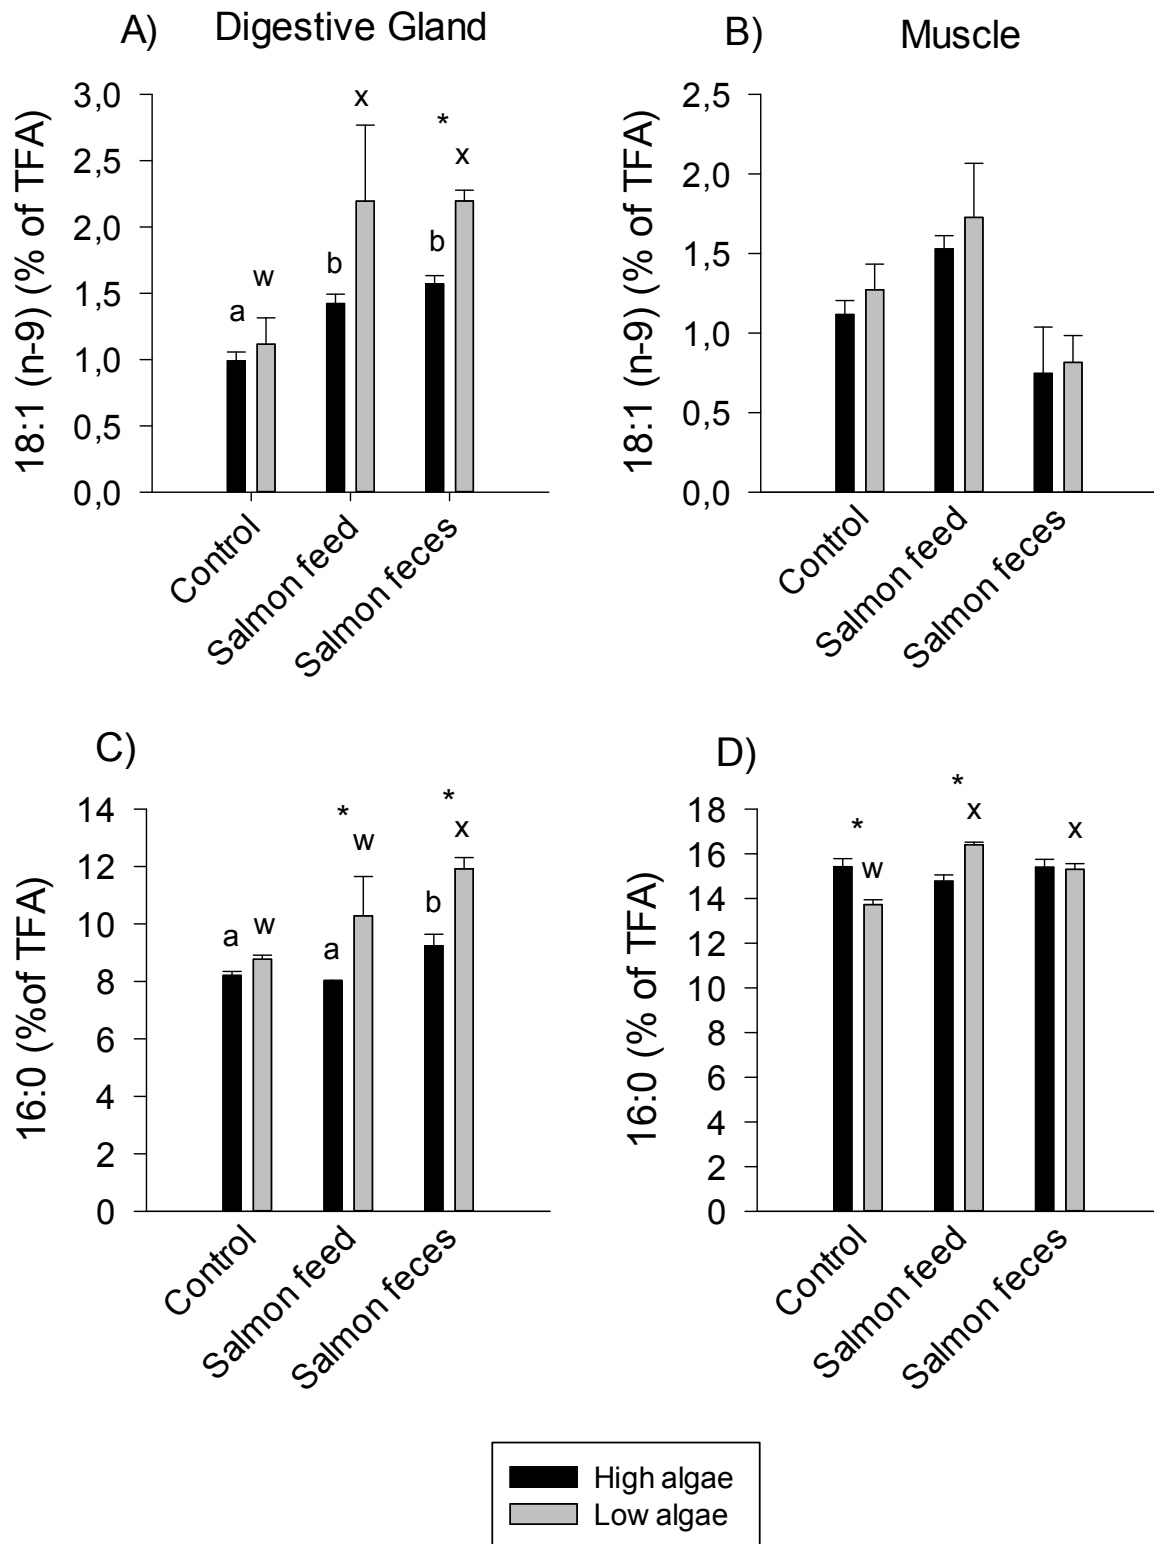 A) Digestive Gland
18:1 (n-9) (% of TFA)
3,0
2,5
2,0
1,5
1,0
0,5
0,0
a
w
b
x
b
*
x
Control
Salmon feed
Salmon feces
B) Muscle
18:1 (n-9) (% of TFA)
2,5
2,0
1,5
1,0
0,5
0,0
Control
Salmon feed
Salmon feces
C)
16:0 (%of TFA)
14
12
10
8
6
4
2
0
a
w
a
*
w
b
*
x
Control
Salmon feed
Salmon feces
D)
16:0 (% of TFA)
18
16
14
12
10
8
6
4
2
0
*
w
*
x
x
Control
Salmon feed
Salmon feces
High algae
Low algae